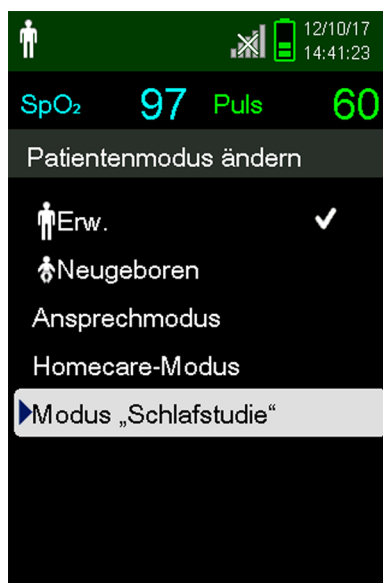 12/10/17
14:41:23
SpO₂ 97 Puls 60
Patientenmodus ändern
Erw.
Neugeboren
Ansprechmodus
Homecare-Modus
Modus „Schlafstudie“